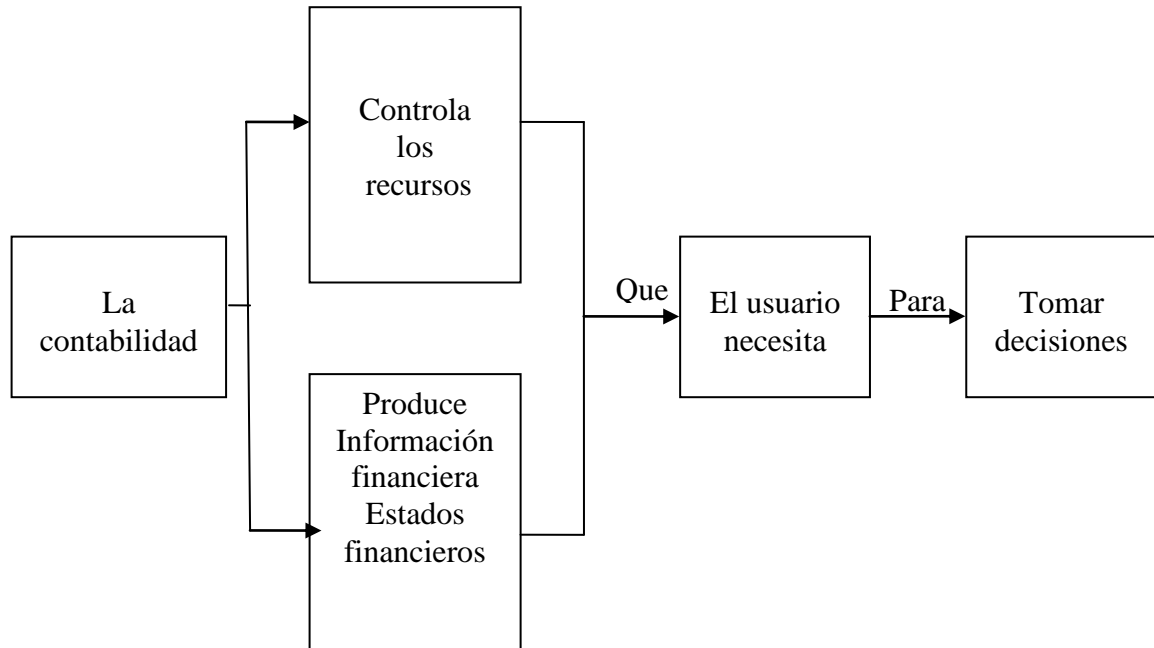 Controla
los
recursos
La
contabilidad
Produce
Información
financiera
Estados
financieros
Que
El usuario
necesita
Para
Tomar
decisiones